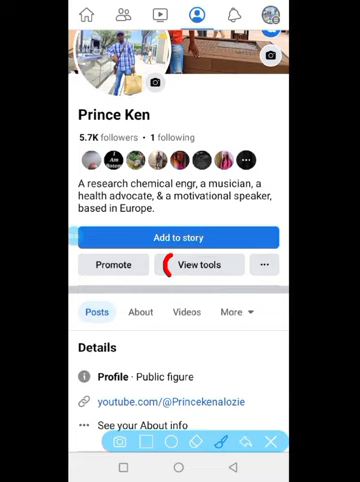 Prince Ken
5.7K followers • 1 following
I
Am
A research chemical engr, a musician, a
health advocate, & a motivational speaker,
based in Europe.
Add to story
Promote
View tools
Posts
About
Videos
More
Details
Profile · Public figure
youtube.com/@Princekenalozie
See your About info